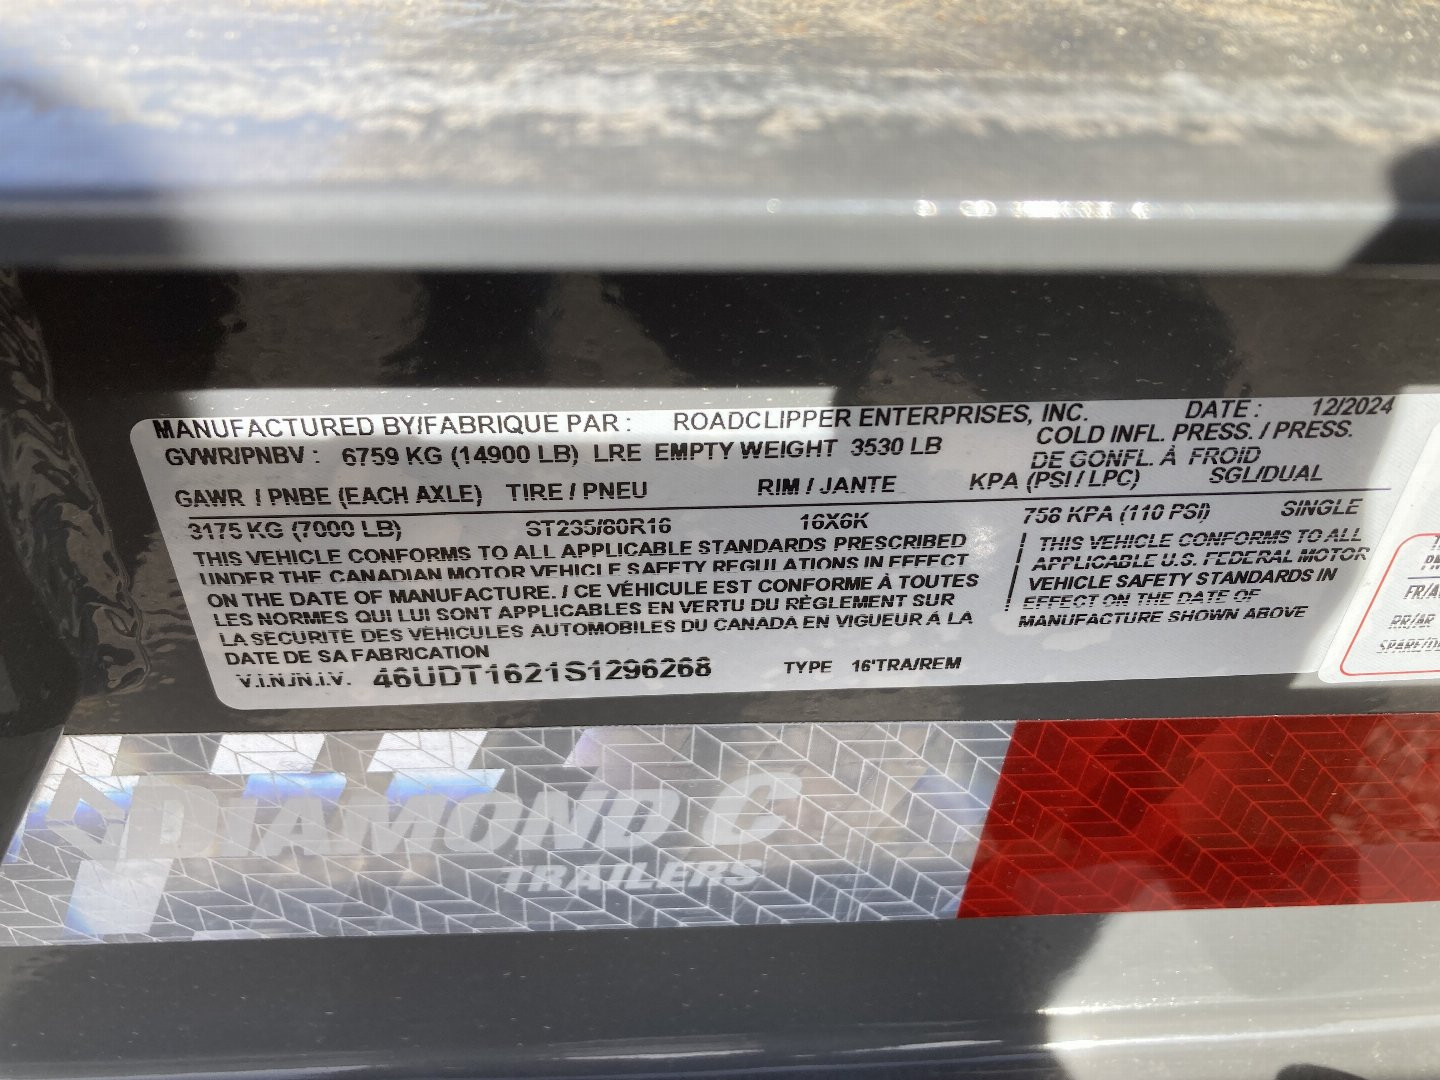 MANUFACTURED BY/FABRIQUE PAR : ROADCLIPPER ENTERPRISES, INC. DATE : 12/2024
GVWR/PNBV : 6759 KG (14900 LB) LRE EMPTY WEIGHT 3530 LB
COLD INFL. PRESS. / PRESS.
DE GONFL. À FROID
GAWR / PNBE (EACH AXLE) TIRE / PNEU RIM / JANTE KPA (PSI / LPC) SGL/DUAL
3175 KG (7000 LB) ST235/80R16 16X6K 758 KPA (110 PSI) SINGLE
THIS VEHICLE CONFORMS TO ALL APPLICABLE STANDARDS PRESCRIBED
UNDER THE CANADIAN MOTOR VEHICLE SAFETY REGULATIONS IN EFFECT
ON THE DATE OF MANUFACTURE. / CE VÉHICULE EST CONFORME À TOUTES
LES NORMES QUI LUI SONT APPLICABLES EN VERTU DU RÈGLEMENT SUR
LA SÉCURITÉ DES VÉHICULES AUTOMOBILES DU CANADA EN VIGUEUR À LA
DATE DE SA FABRICATION
THIS VEHICLE CONFORMS TO ALL
APPLICABLE U.S. FEDERAL MOTOR
VEHICLE SAFETY STANDARDS IN
EFFECT ON THE DATE OF
MANUFACTURE SHOWN ABOVE
V.I.N./N.I.V. 46UDT1621S1296268 TYPE 16'TRA/REM
FR/A
RR/AR
SPARE/D
DIAMOND C
TRAILERS